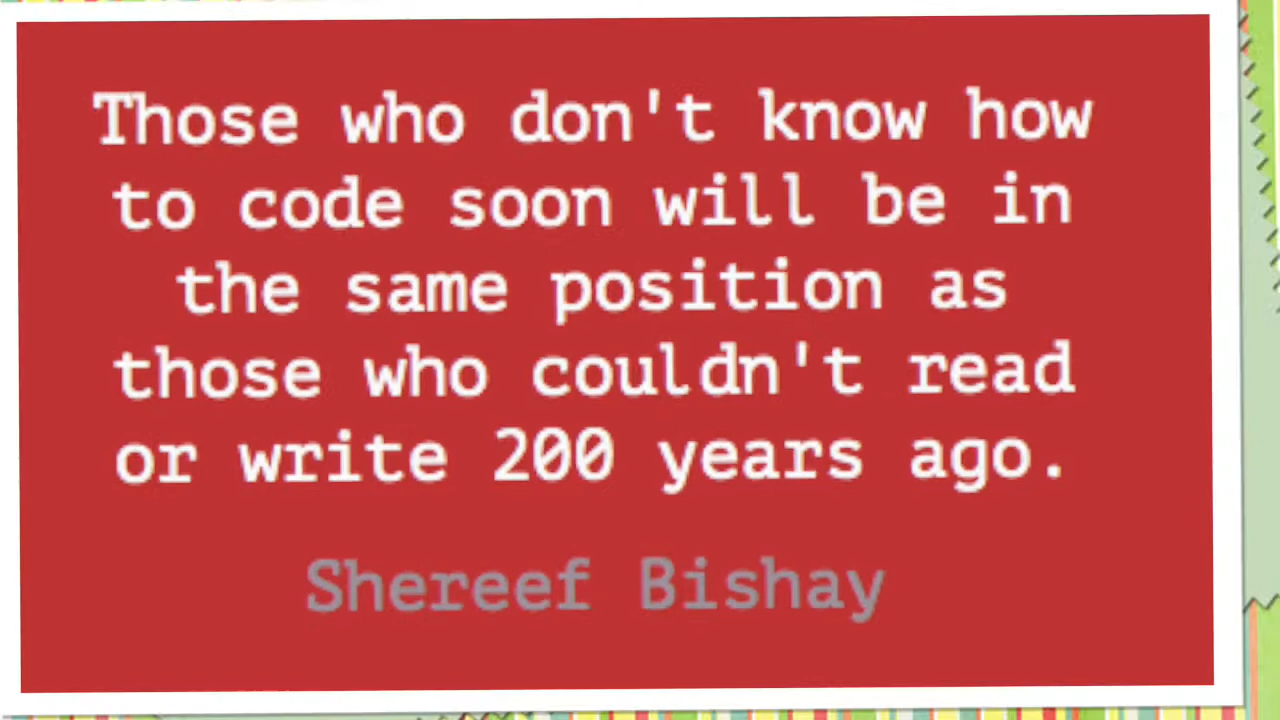 Those who don't know how
to code soon will be in
the same position as
those who couldn't read
or write 200 years ago.
Shereef Bishay